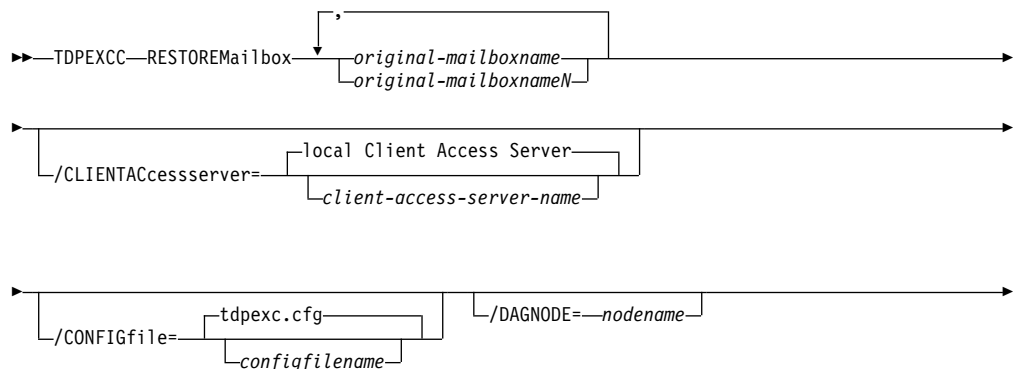 ,
TDPEXCC RESTOREMailbox original-mailboxname
original-mailboxnameN
local Client Access Server
/CLIENTACcessserver=
client-access-server-name
tdpexc.cfg
/DAGNODE= nodename
/CONFIGfile=
configfilename